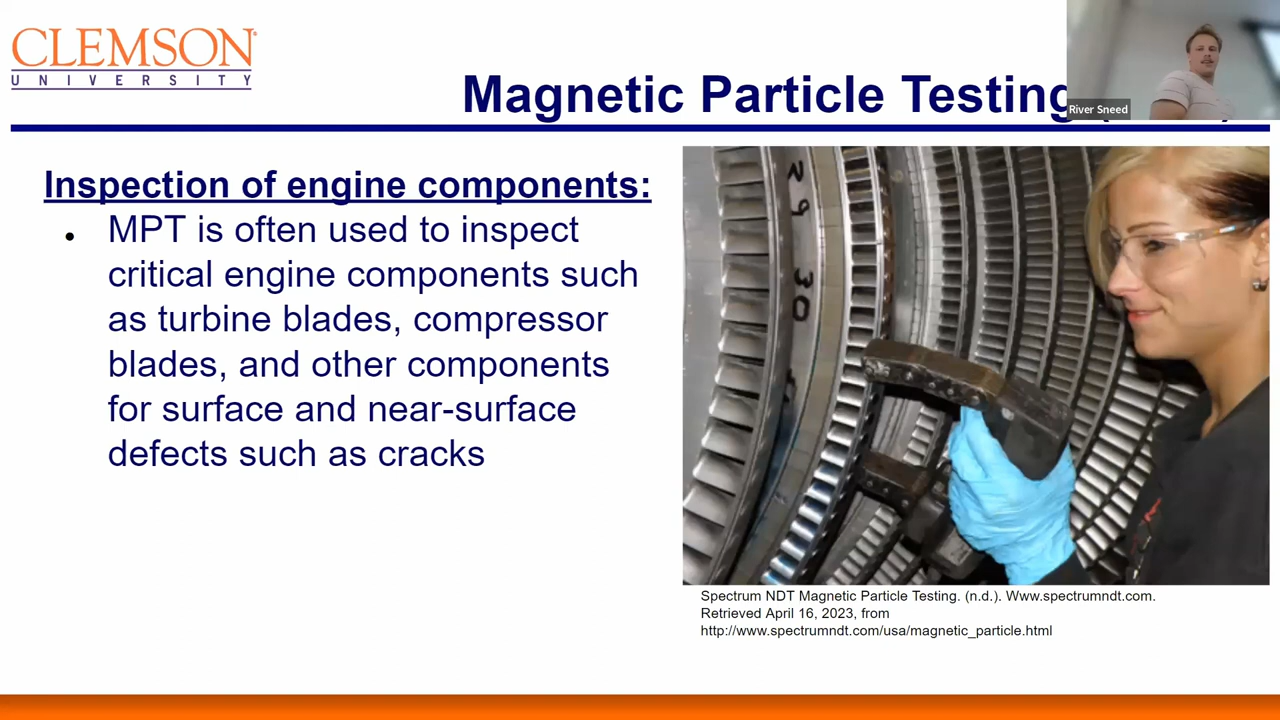 CLEMSON
UNIVERSITY
Magnetic Particle Testing
River Sneed
Inspection of engine components:
• MPT is often used to inspect
critical engine components such
as turbine blades, compressor
blades, and other components
for surface and near-surface
defects such as cracks
29
30
Spectrum NDT Magnetic Particle Testing. (n.d.). Www.spectrumndt.com.
Retrieved April 16, 2023, from
http://www.spectrumndt.com/usa/magnetic_particle.html